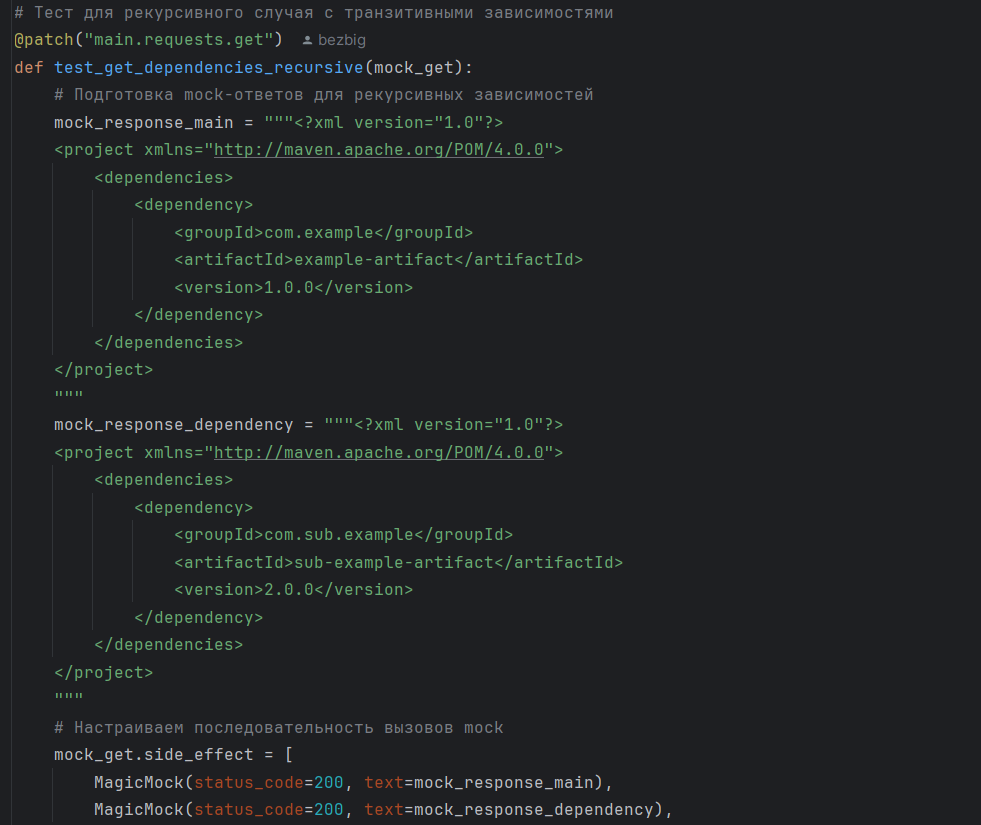 # Тест для рекурсивного случая с транзитивными зависимостями
@patch("main.requests.get") bezbig
def test_get_dependencies_recursive(mock_get):
    # Подготовка mock-ответов для рекурсивных зависимостей
    mock_response_main = """<?xml version="1.0"?>
    <project xmlns="http://maven.apache.org/POM/4.0.0">
        <dependencies>
            <dependency>
                <groupId>com.example</groupId>
                <artifactId>example-artifact</artifactId>
                <version>1.0.0</version>
            </dependency>
        </dependencies>
    </project>
    """
    mock_response_dependency = """<?xml version="1.0"?>
    <project xmlns="http://maven.apache.org/POM/4.0.0">
        <dependencies>
            <dependency>
                <groupId>com.sub.example</groupId>
                <artifactId>sub-example-artifact</artifactId>
                <version>2.0.0</version>
            </dependency>
        </dependencies>
    </project>
    """
    # Настраиваем последовательность вызовов mock
    mock_get.side_effect = [
        MagicMock(status_code=200, text=mock_response_main),
        MagicMock(status_code=200, text=mock_response_dependency),